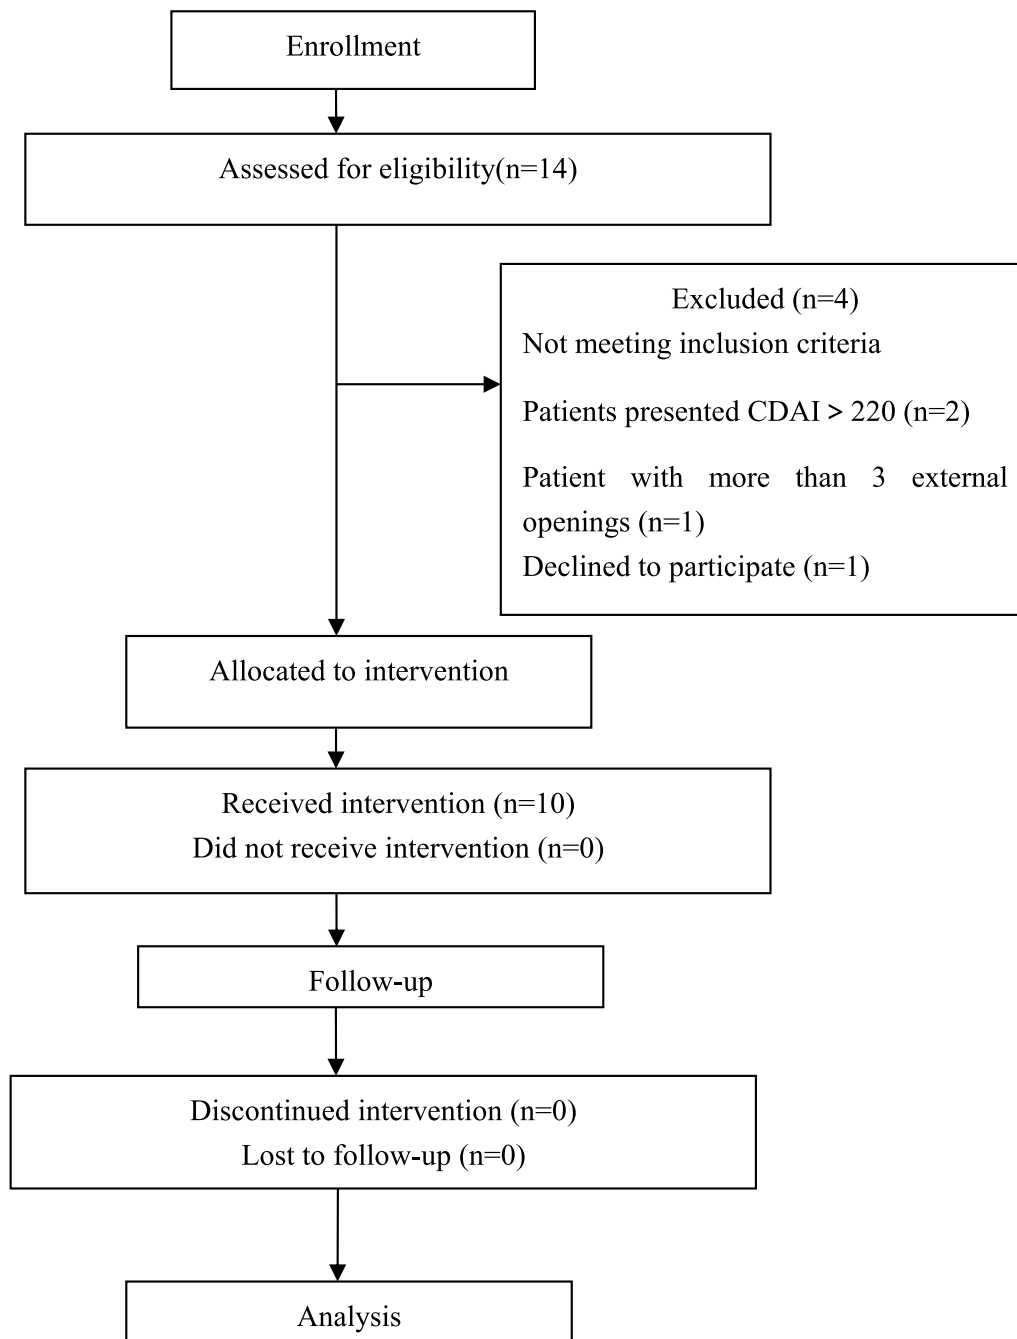 Enrollment
Assessed for eligibility(n=14)
Excluded (n=4)
Not meeting inclusion criteria
Patients presented CDAI > 220 (n=2)
Patient with more than 3 external
openings (n=1)
Declined to participate (n=1)
Allocated to intervention
Received intervention (n=10)
Did not receive intervention (n=0)
Follow-up
Discontinued intervention (n=0)
Lost to follow-up (n=0)
Analysis